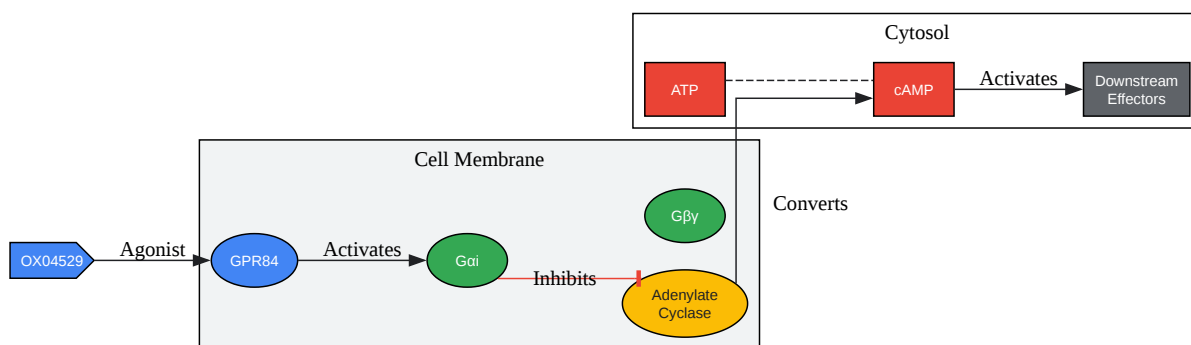 Cytosol
ATP
cAMP
Activates
Downstream
Effectors
Cell Membrane
Converts
Gβγ
OX04529
Agonist
GPR84
Activates
Gαi
Inhibits
Adenylate
Cyclase